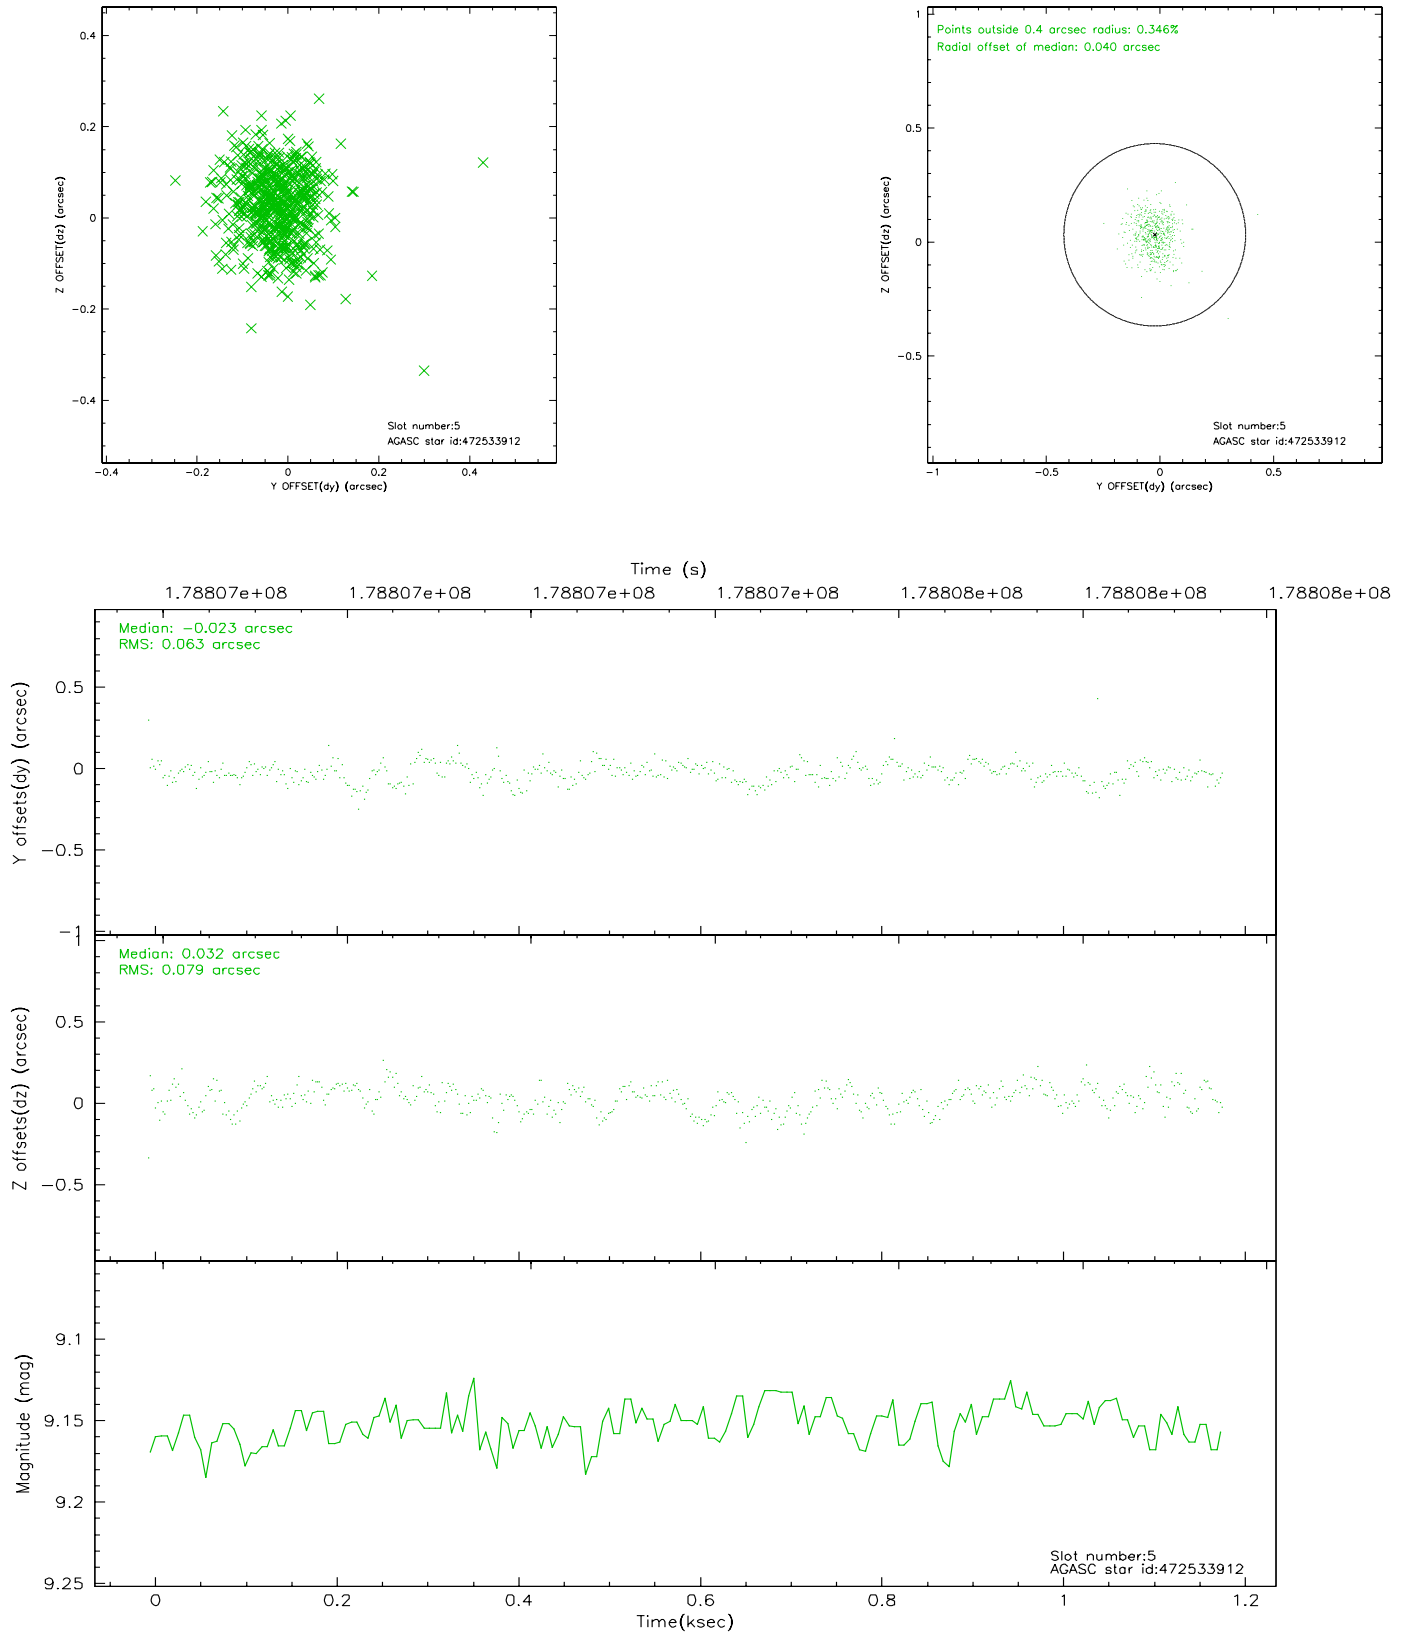 0.4
0.2
0
−0.2
−0.4
−0.4
−0.2
0
0.2
0.4
Z OFFSET(dz) (arcsec)
Y OFFSET(dy) (arcsec)
Slot number:5
AGASC star id:472533912
Points outside 0.4 arcsec radius: 0.346%
Radial offset of median: 0.040 arcsec
1
0.5
0
−0.5
−1
−0.5
0
0.5
Z OFFSET(dz) (arcsec)
Y OFFSET(dy) (arcsec)
Slot number:5
AGASC star id:472533912
Time (s)
1.78807e+08 1.78807e+08 1.78807e+08 1.78807e+08 1.78808e+08 1.78808e+08 1.78808e+08
Median: −0.023 arcsec
RMS: 0.063 arcsec
0.5
0
−0.5
−1
Y offsets(dy) (arcsec)
Median: 0.032 arcsec
RMS: 0.079 arcsec
1
0.5
0
−0.5
Z offsets(dz) (arcsec)
9.1
9.15
9.2
9.25
Magnitude (mag)
Slot number:5
AGASC star id:472533912
0 0.2 0.4 0.6 0.8 1 1.2
Time(ksec)